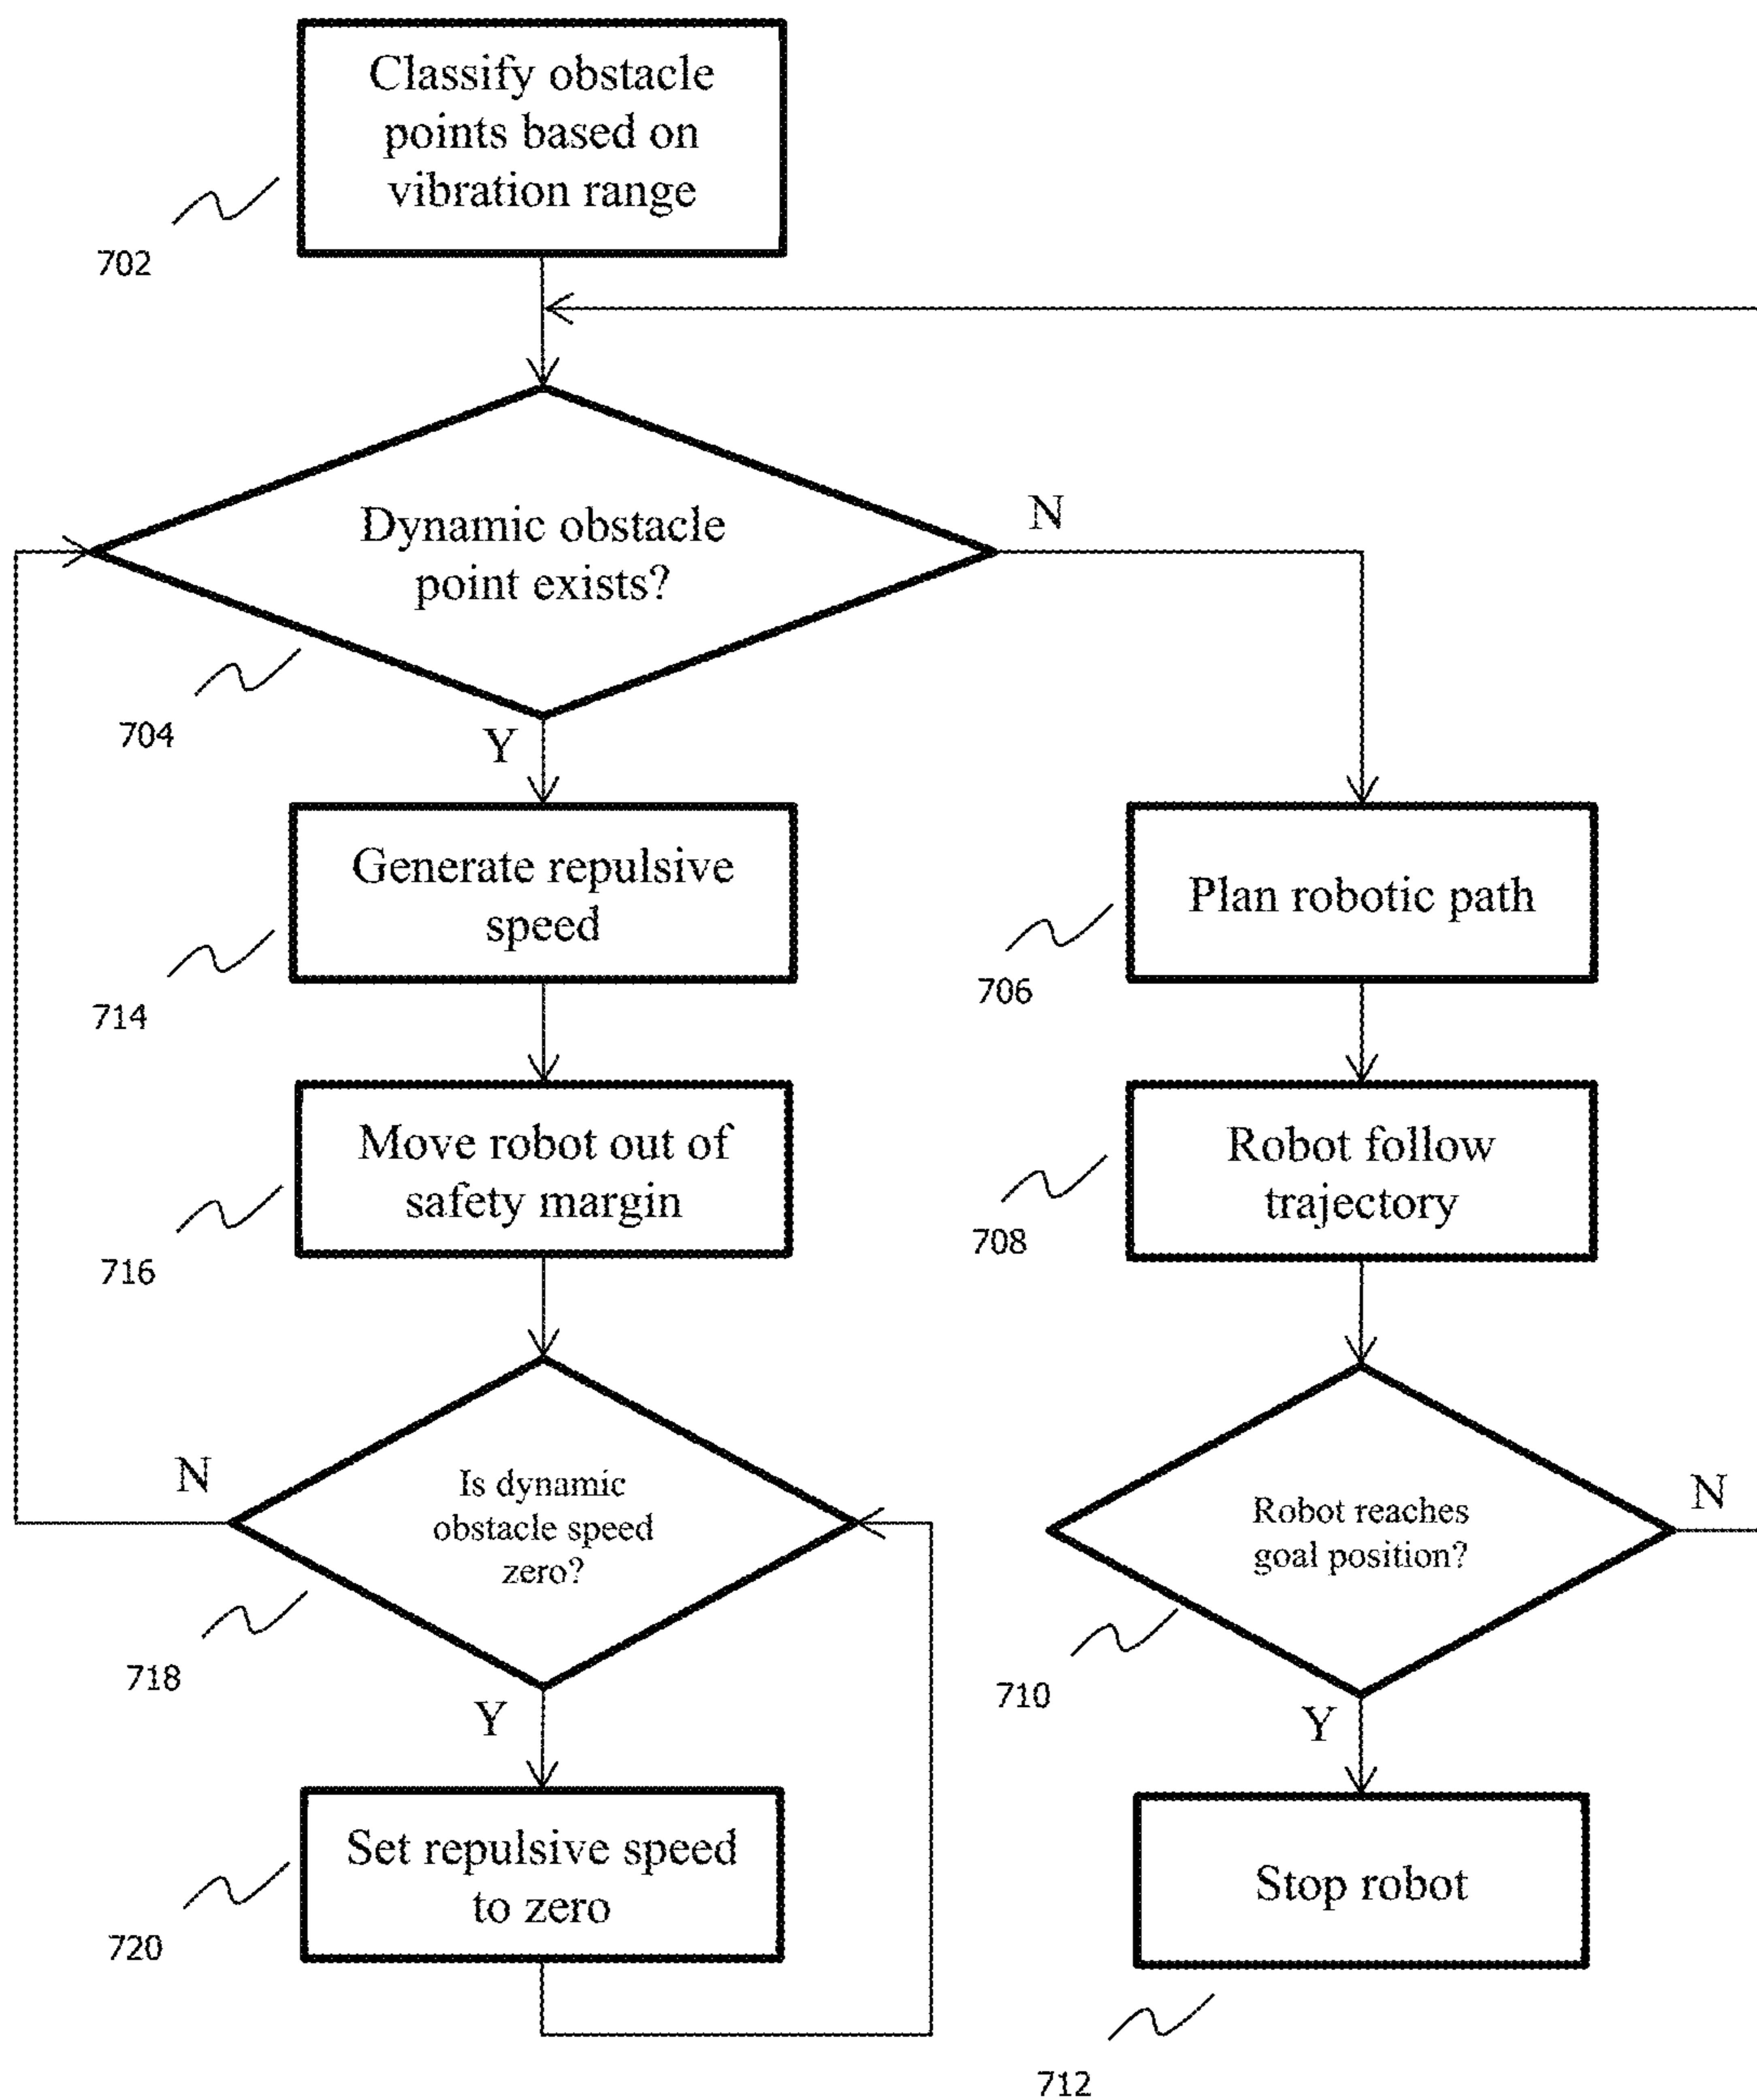 Classify obstacle
points based on
vibration range
702
Dynamic obstacle
point exists?
N
704
Y
Generate repulsive
speed
714
Plan robotic path
706
Move robot out of
safety margin
716
Robot follow
trajectory
708
N
Is dynamic
obstacle speed
zero?
718
Robot reaches
goal position?
N
710
Y
Y
Set repulsive speed
to zero
720
Stop robot
712